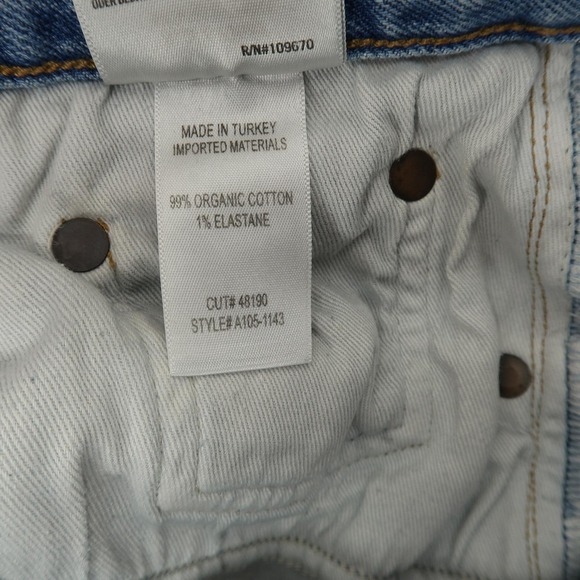 R/N#109670
MADE IN TURKEY
IMPORTED MATERIALS
99% ORGANIC COTTON
1% ELASTANE
CUT# 48190
STYLE# A105-1143